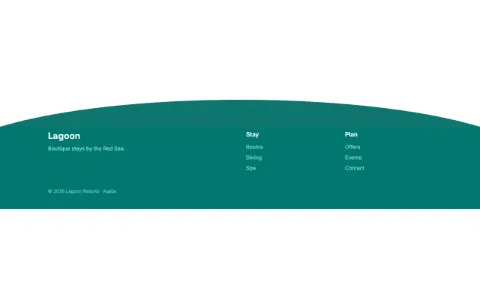 Lagoon
Boutique stays by the Red Sea.
Stay
Rooms
Dining
Spa
Plan
Offers
Events
Contact
© 2026 Lagoon Resorts · Aqaba